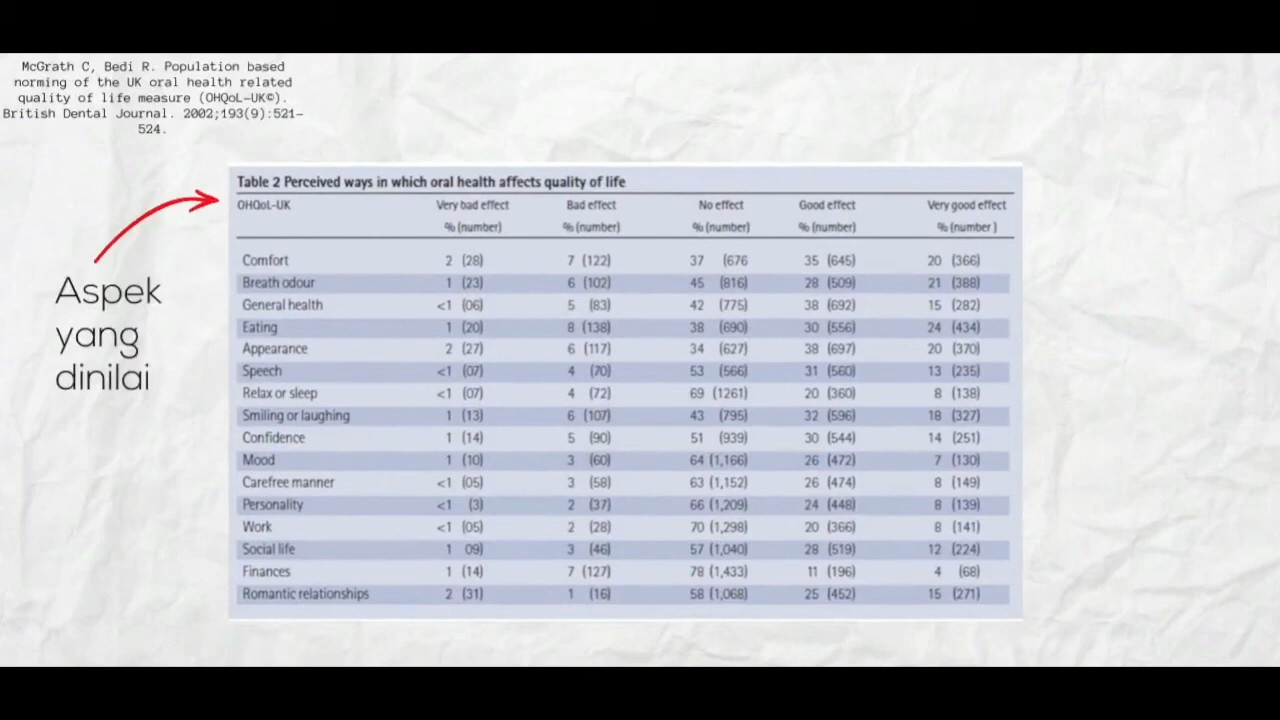 McGrath C, Bedi R. Population based
norming of the UK oral health related
quality of life measure (OHQoL-UK©).
British Dental Journal. 2002;193(9):521-
524.
Aspek
yang
dinilai
Table 2 Perceived ways in which oral health affects quality of life
OHQoL-UK Very bad effect Bad effect No effect Good effect Very good effect
% (number) % (number) % (number) % (number) % (number )
Comfort 2 (28) 7 (122) 37 (676 35 (645) 20 (366)
Breath odour 1 (23) 6 (102) 45 (816) 28 (509) 21 (388)
General health <1 (06) 5 (83) 42 (775) 38 (692) 15 (282)
Eating 1 (20) 8 (138) 38 (690) 30 (556) 24 (434)
Appearance 2 (27) 6 (117) 34 (627) 38 (697) 20 (370)
Speech <1 (07) 4 (70) 53 (566) 31 (560) 13 (235)
Relax or sleep <1 (07) 4 (72) 69 (1261) 20 (360) 8 (138)
Smiling or laughing 1 (13) 6 (107) 43 (795) 32 (596) 18 (327)
Confidence 1 (14) 5 (90) 51 (939) 30 (544) 14 (251)
Mood 1 (10) 3 (60) 64 (1,166) 26 (472) 7 (130)
Carefree manner <1 (05) 3 (58) 63 (1,152) 26 (474) 8 (149)
Personality <1 (3) 2 (37) 66 (1,209) 24 (448) 8 (139)
Work <1 (05) 2 (28) 70 (1,298) 20 (366) 8 (141)
Social life 1 09) 3 (46) 57 (1,040) 28 (519) 12 (224)
Finances 1 (14) 7 (127) 78 (1,433) 11 (196) 4 (68)
Romantic relationships 2 (31) 1 (16) 58 (1,068) 25 (452) 15 (271)